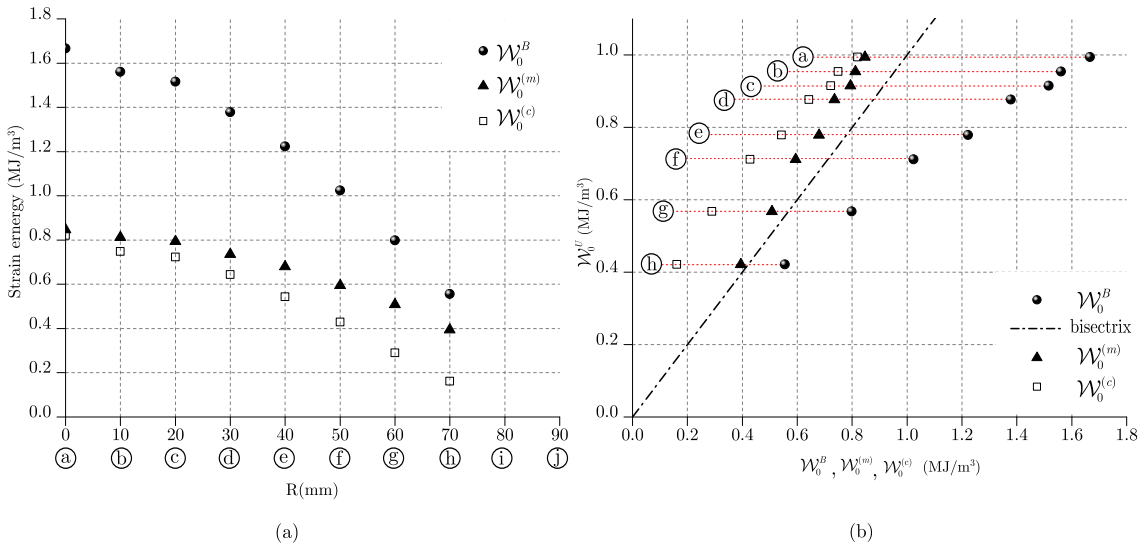 1.8
1.6
1.4
1.2
1.0
0.8
0.6
0.4
0.2
0.0
Strain ernergy (MJ/m³)
𝒲₀ᴮ
𝒲₀⁽ᵐ⁾
𝒲₀⁽ᶜ⁾
0 10 20 30 40 50 60 70 80 90
ⓐ ⓑ ⓒ ⓓ ⓔ ⓕ ⓖ ⓗ ⓘ ⓙ
R(mm)
(a)
1.0
0.8
0.6
0.4
0.2
0.0
𝒲₀ᵁ (MJ/m³)
ⓐ
ⓑ
ⓒ
ⓓ
ⓔ
ⓕ
ⓖ
ⓗ
𝒲₀ᴮ
bisectrix
𝒲₀⁽ᵐ⁾
𝒲₀⁽ᶜ⁾
0.0 0.2 0.4 0.6 0.8 1.0 1.2 1.4 1.6 1.8
𝒲₀ᴮ , 𝒲₀⁽ᵐ⁾, 𝒲₀⁽ᶜ⁾ (MJ/m³)
(b)